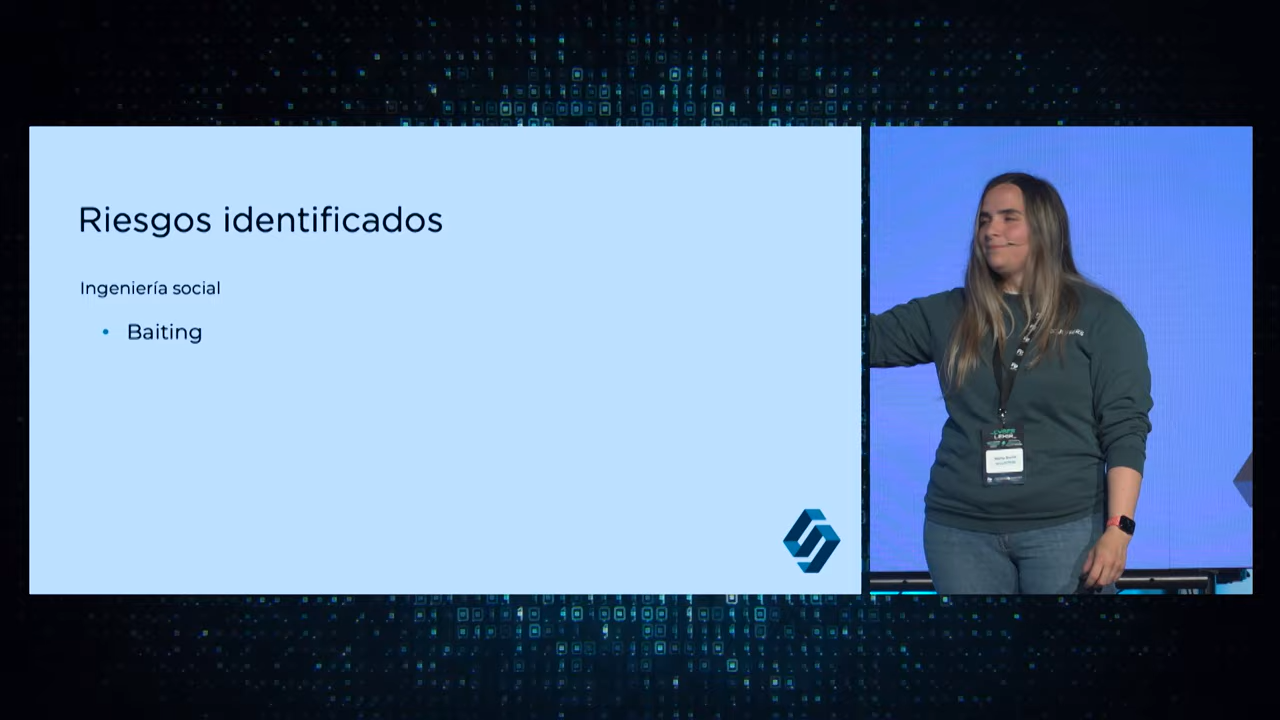 Riesgos identificados
Ingeniería social
• Baiting